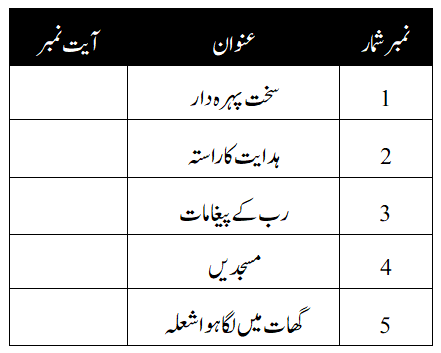 نمبر شمار عنوان آیت نمبر
1 سخت پہرہ دار
2 ہدایت کا راستہ
3 رب کے پیغامات
4 مسجدیں
5 گھات میں لگا ہوا شعلہ